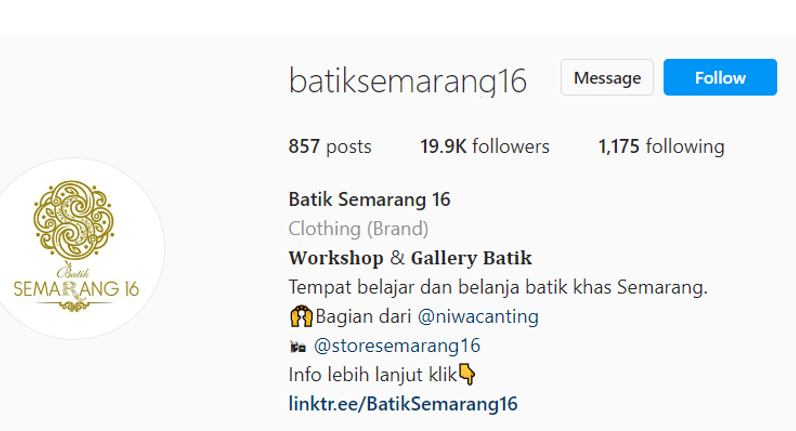 batiksemarang16 Message Follow
857 posts 19.9K followers 1,175 following
Batik Semarang 16
Clothing (Brand)
Workshop & Gallery Batik
Tempat belajar dan belanja batik khas Semarang.
🙌Bagian dari @niwacanting
📸 @storesemarang16
Info lebih lanjut klik👇
linktr.ee/BatikSemarang16
Batik
SEMARANG 16